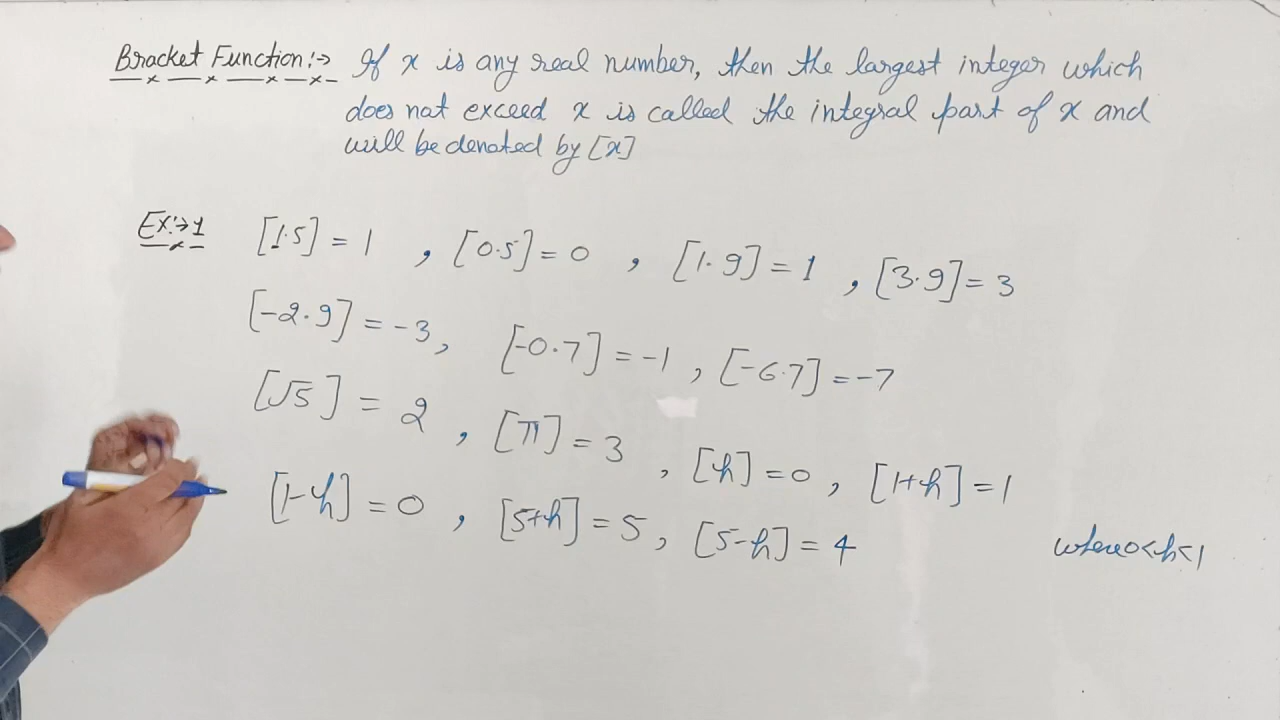 Bracket Function:→ If x is any real number, then the largest integer which
does not exceed x is called the integral part of x and
will be denoted by [x]
Ex:→1 [1.5] = 1 , [0.5] = 0 , [1.9] = 1 , [3.9] = 3
[-2.9] = -3, [-0.7] = -1 , [-6.7] = -7
[√5] = 2 , [π] = 3 , [h] = 0 , [1+h] = 1
[1-h] = 0 , [5+h] = 5 , [5-h] = 4 where 0<h<1